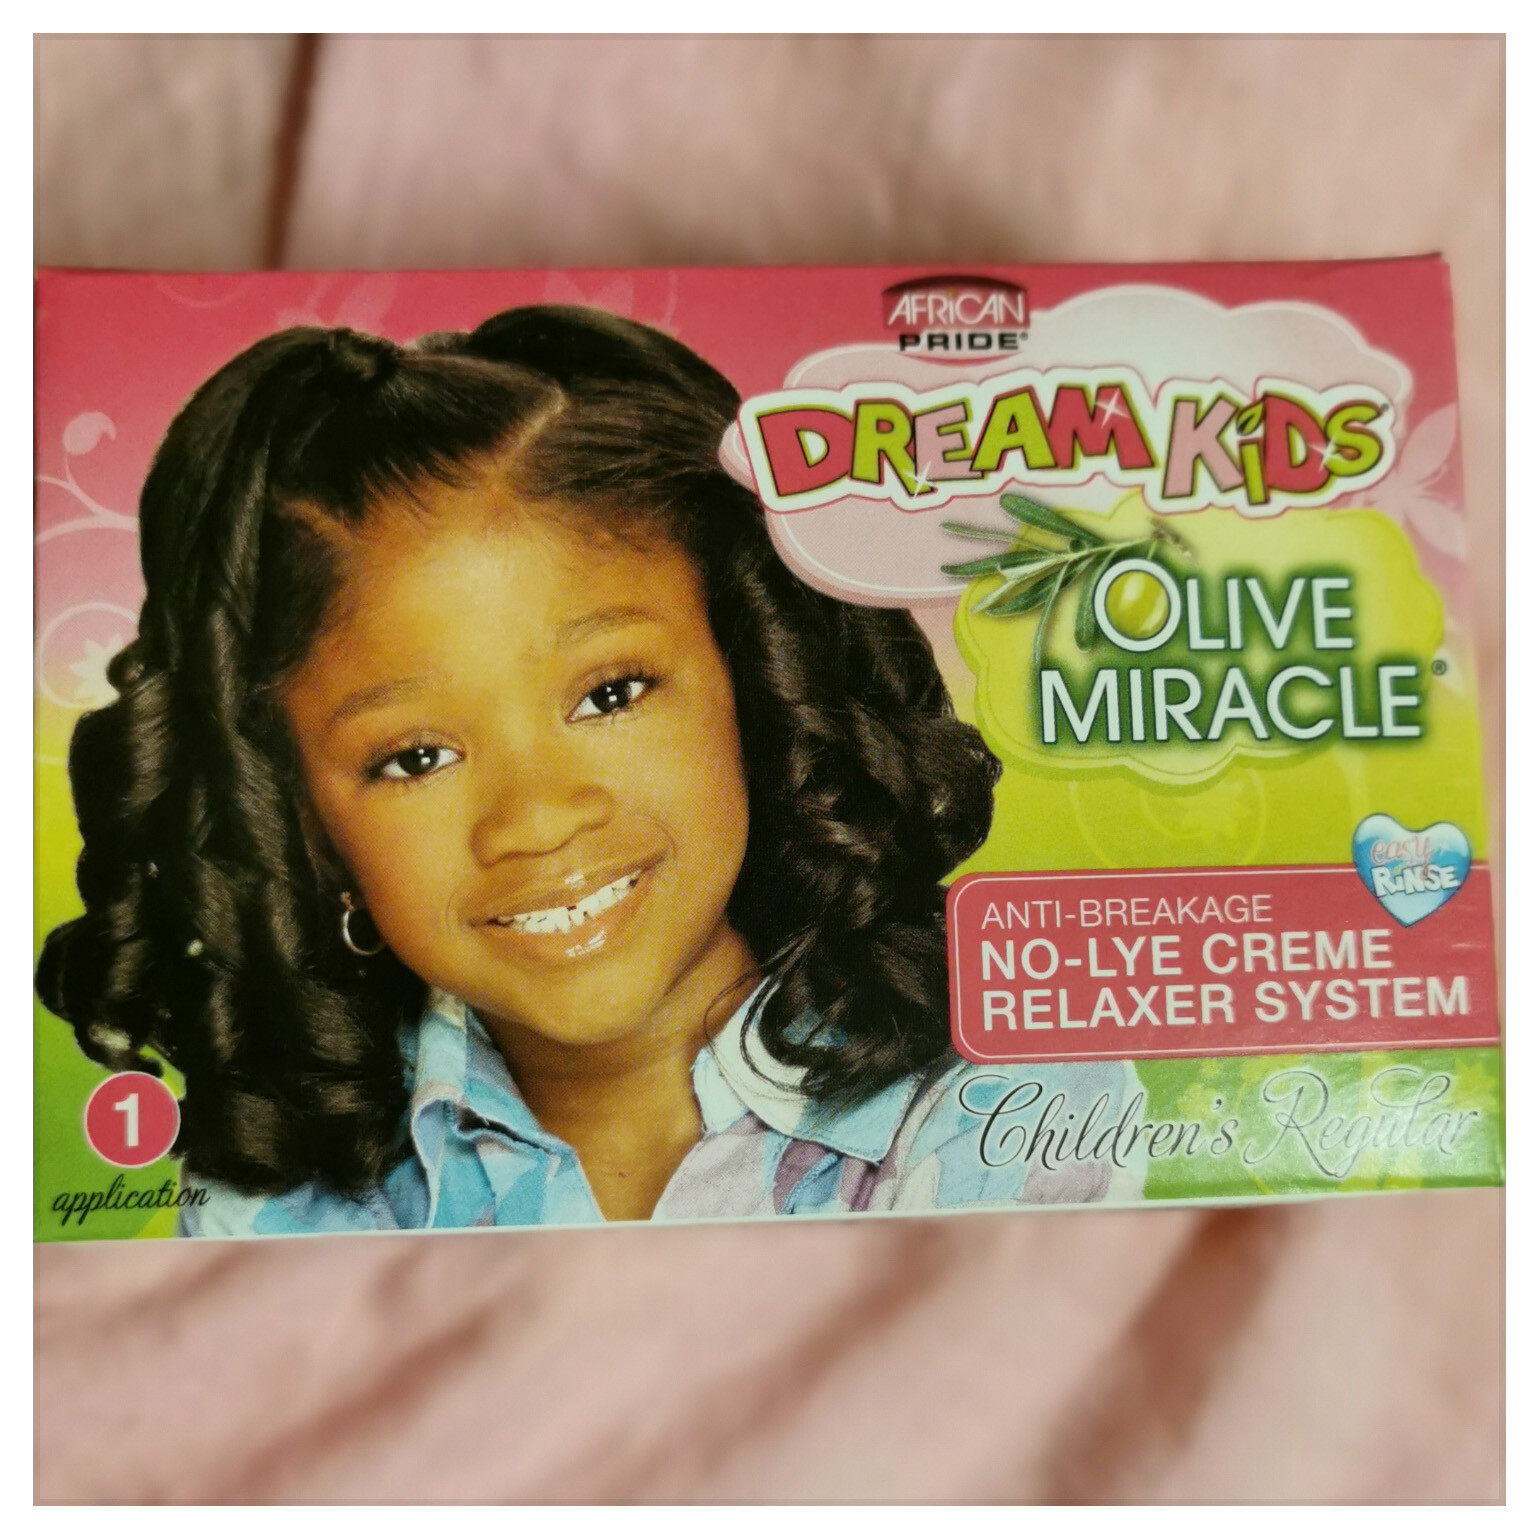 AFRICAN
PRIDE®
DREAM KiDS®
OLIVE
MIRACLE®
easy
RiNSE
ANTI-BREAKAGE
NO-LYE CREME
RELAXER SYSTEM
Children's Regular
1
application